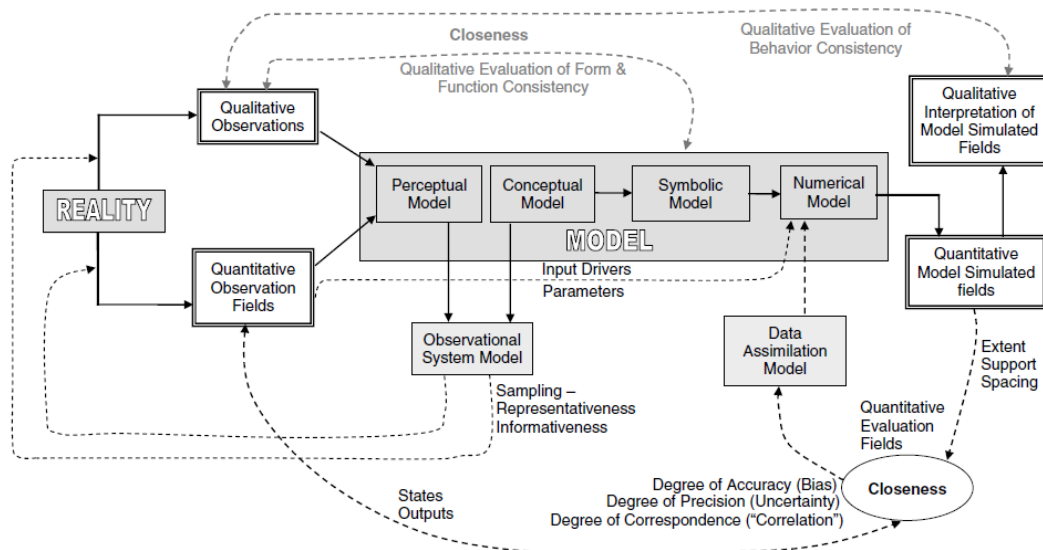 Qualitative Evaluation of
Behavior Consistency
Closeness
Qualitative Evaluation of Form &
Function Consistency
Qualitative
Observations
Qualitative
Interpretation of
Model Simulated
Fields
REALITY
Perceptual
Model
Conceptual
Model
Symbolic
Model
Numerical
Model
MODEL
Quantitative
Observation
Fields
Input Drivers
Parameters
Quantitative
Model Simulated
fields
Observational
System Model
Data
Assimilation
Model
Extent
Support
Spacing
Sampling –
Representativeness
Informativeness
Quantitative
Evaluation
Fields
Degree of Accuracy (Bias)
Degree of Precision (Uncertainty)
Degree of Correspondence (“Correlation”)
Closeness
States
Outputs